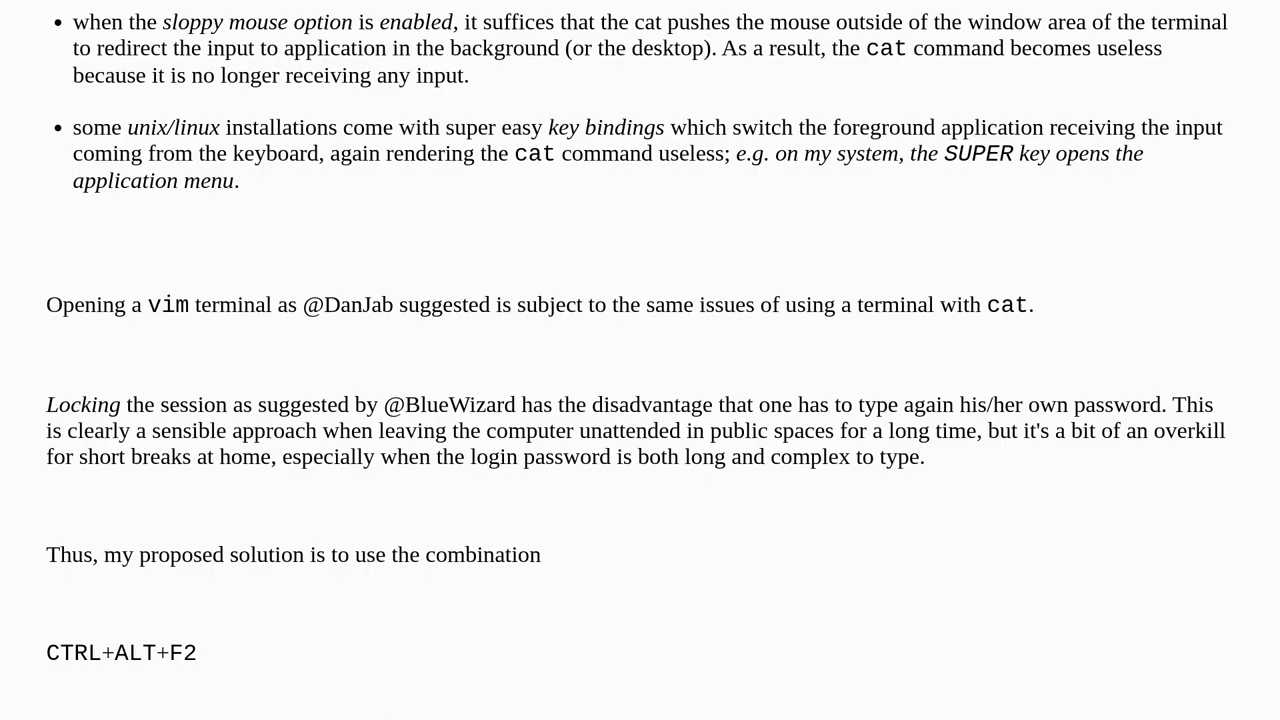 • when the sloppy mouse option is enabled, it suffices that the cat pushes the mouse outside of the window area of the terminal
to redirect the input to application in the background (or the desktop). As a result, the cat command becomes useless
because it is no longer receiving any input.
• some unix/linux installations come with super easy key bindings which switch the foreground application receiving the input
coming from the keyboard, again rendering the cat command useless; e.g. on my system, the SUPER key opens the
application menu.
Opening a vim terminal as @DanJab suggested is subject to the same issues of using a terminal with cat.
Locking the session as suggested by @BlueWizard has the disadvantage that one has to type again his/her own password. This
is clearly a sensible approach when leaving the computer unattended in public spaces for a long time, but it's a bit of an overkill
for short breaks at home, especially when the login password is both long and complex to type.
Thus, my proposed solution is to use the combination
CTRL+ALT+F2